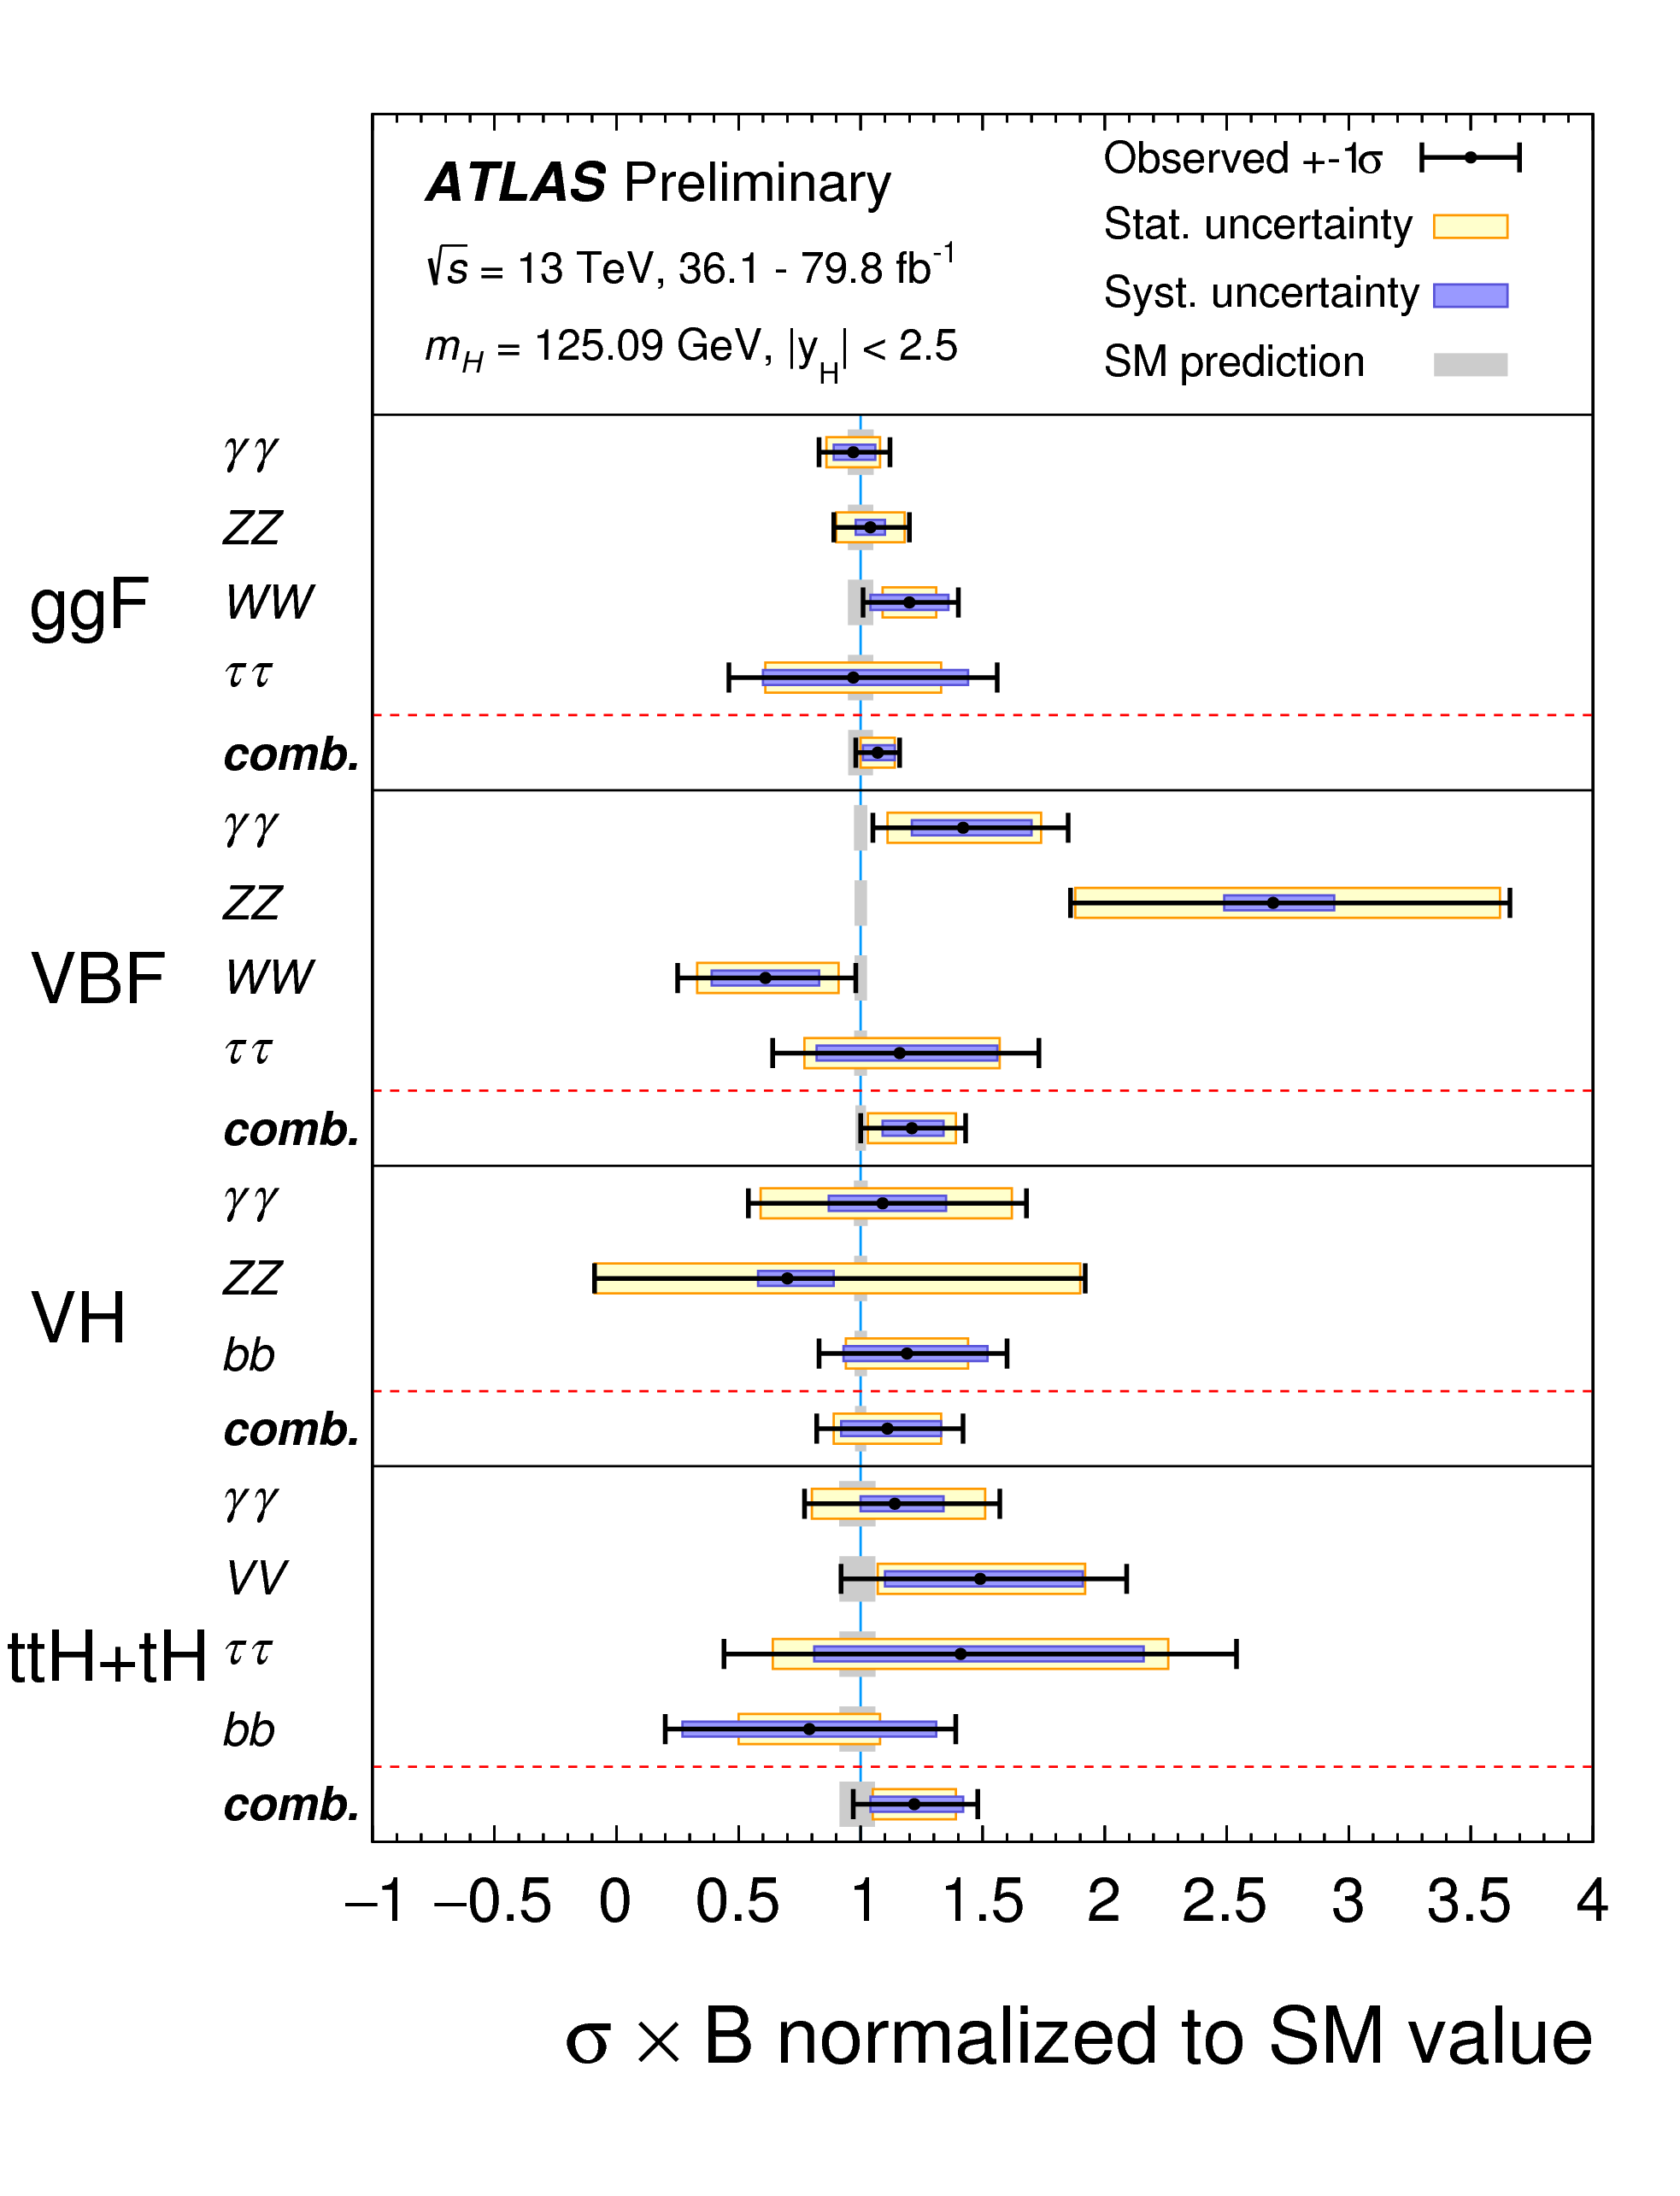 ATLAS Preliminary
√s = 13 TeV, 36.1 - 79.8 fb⁻¹
m_H = 125.09 GeV, |y_H| < 2.5
Observed +-1σ
Stat. uncertainty
Syst. uncertainty
SM prediction
ggF
γγ
ZZ
WW
ττ
comb.
VBF
γγ
ZZ
WW
ττ
comb.
VH
γγ
ZZ
bb
comb.
ttH+tH
γγ
VV
ττ
bb
comb.
−1 −0.5 0 0.5 1 1.5 2 2.5 3 3.5 4
σ × B normalized to SM value